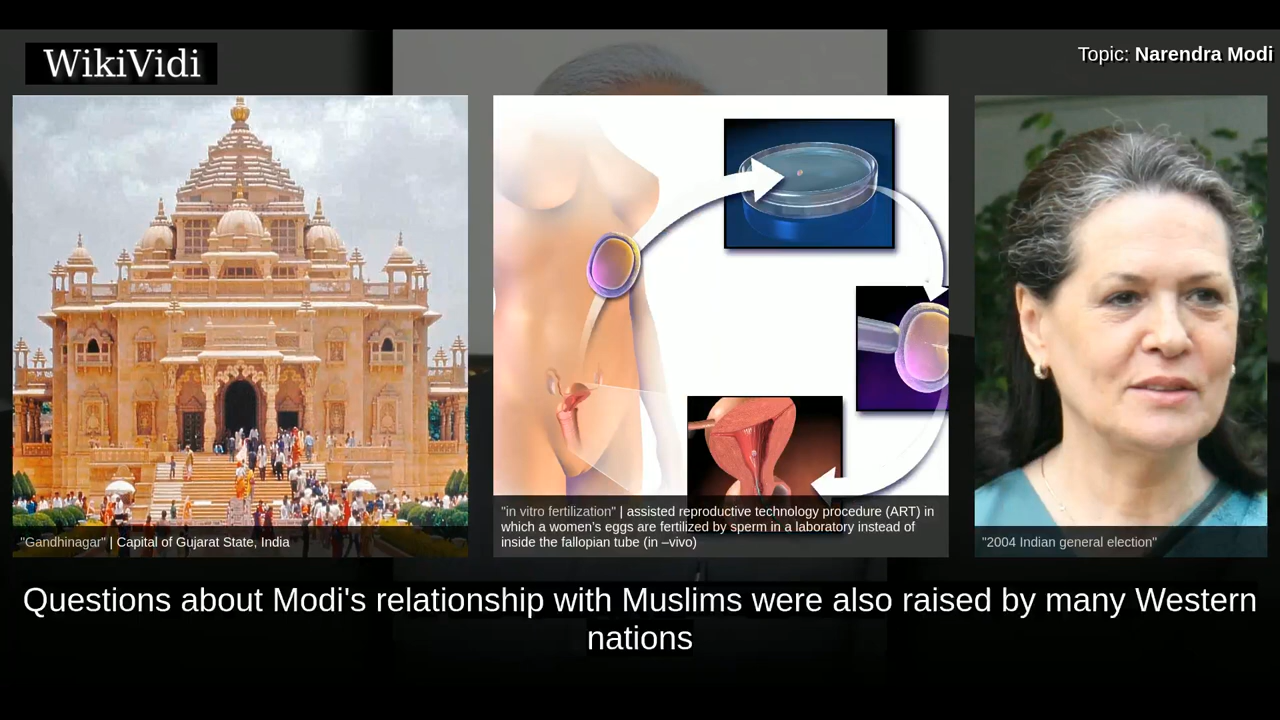 WikiVidi
Topic: Narendra Modi
"Gandhinagar" | Capital of Gujarat State, India
"in vitro fertilization" | assisted reproductive technology procedure (ART) in
which a women's eggs are fertilized by sperm in a laboratory instead of
inside the fallopian tube (in –vivo)
"2004 Indian general election"
Questions about Modi's relationship with Muslims were also raised by many Western
nations